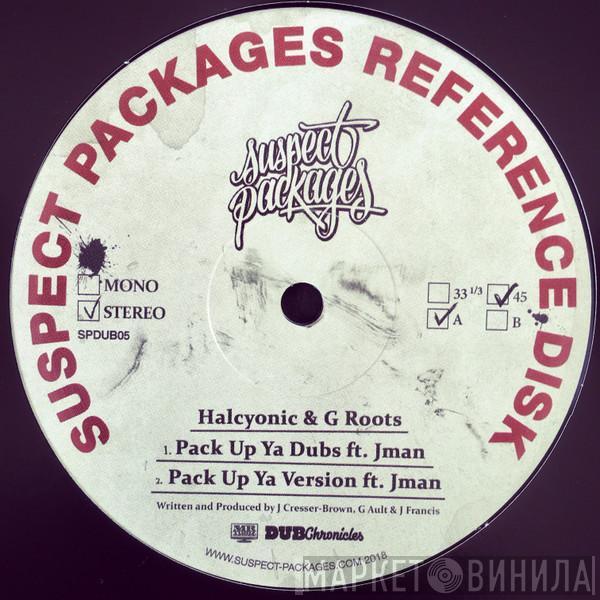 SUSPECT PACKAGES REFERENCE DISK
suspect
packages
MONO
STEREO
SPDUB05
33 1/3
45
A
B
Halcyonic & G Roots
1. Pack Up Ya Dubs ft. Jman
2. Pack Up Ya Version ft. Jman
Written and Produced by J Cresser-Brown, G Ault & J Francis
DUBChronicles
WWW.SUSPECT-PACKAGES.COM 2018
МАРКЕТ ВИНИЛА